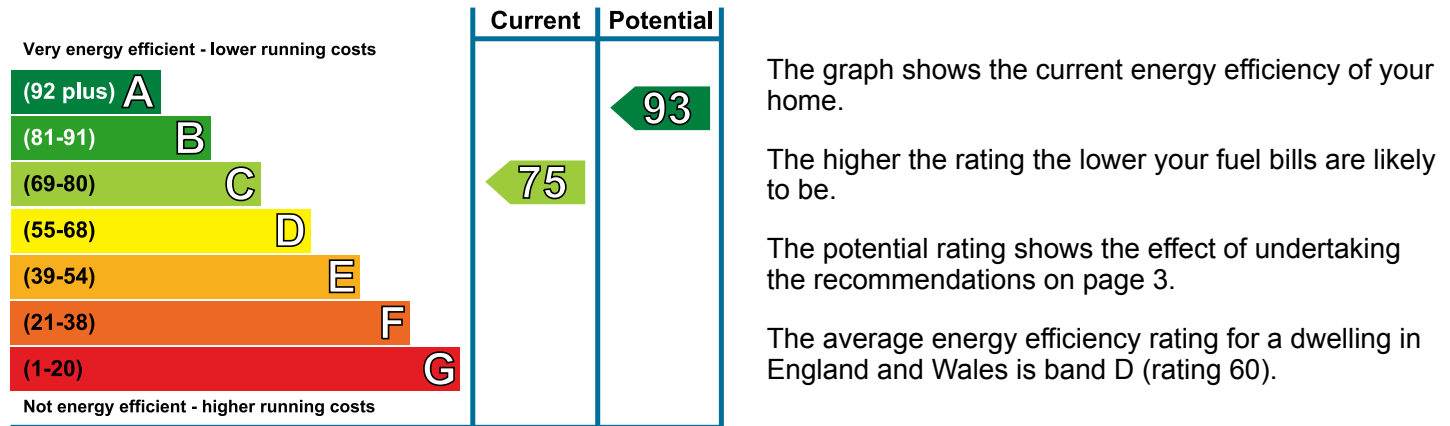 Current Potential
Very energy efficient - lower running costs
(92 plus) A
93
(81-91) B
(69-80) C
75
(55-68) D
(39-54) E
(21-38) F
(1-20) G
Not energy efficient - higher running costs
The graph shows the current energy efficiency of your
home.
The higher the rating the lower your fuel bills are likely
to be.
The potential rating shows the effect of undertaking
the recommendations on page 3.
The average energy efficiency rating for a dwelling in
England and Wales is band D (rating 60).